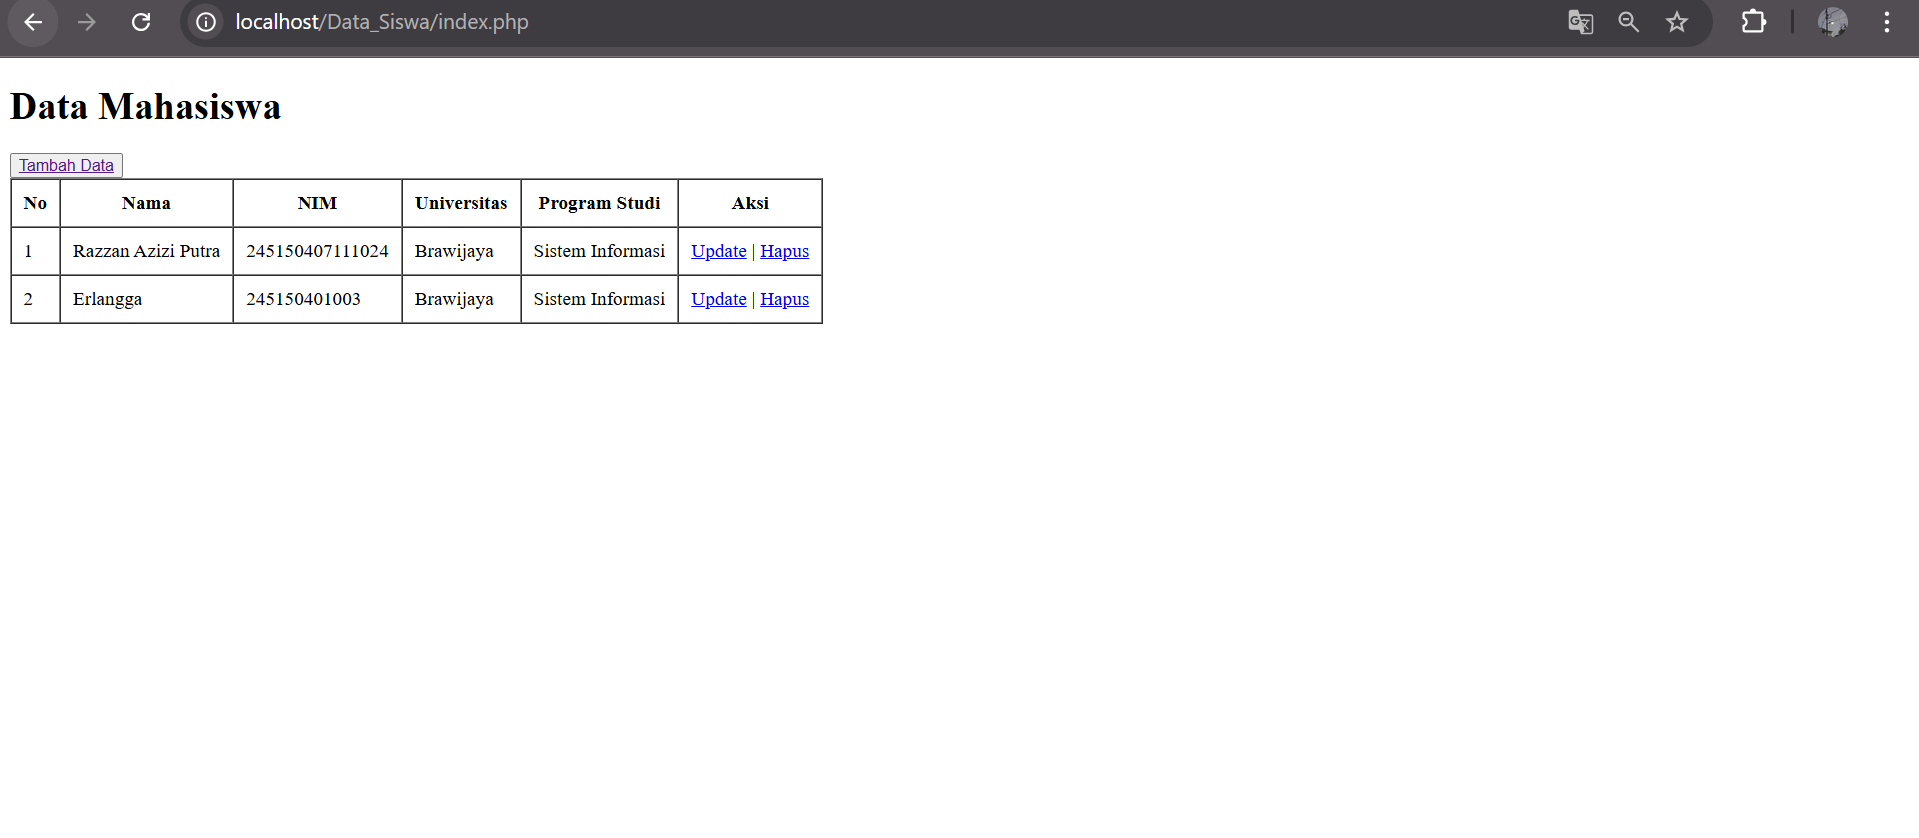 localhost/Data_Siswa/index.php
Data Mahasiswa
Tambah Data
No Nama NIM Universitas Program Studi Aksi
1 Razzan Azizi Putra 245150407111024 Brawijaya Sistem Informasi Update | Hapus
2 Erlangga 245150401003 Brawijaya Sistem Informasi Update | Hapus